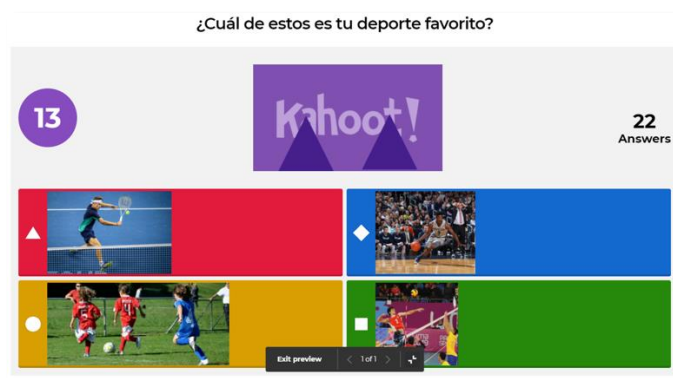 ¿Cuál de estos es tu deporte favorito?
13
Kahoot!
22
Answers
Exit preview
1 of 1